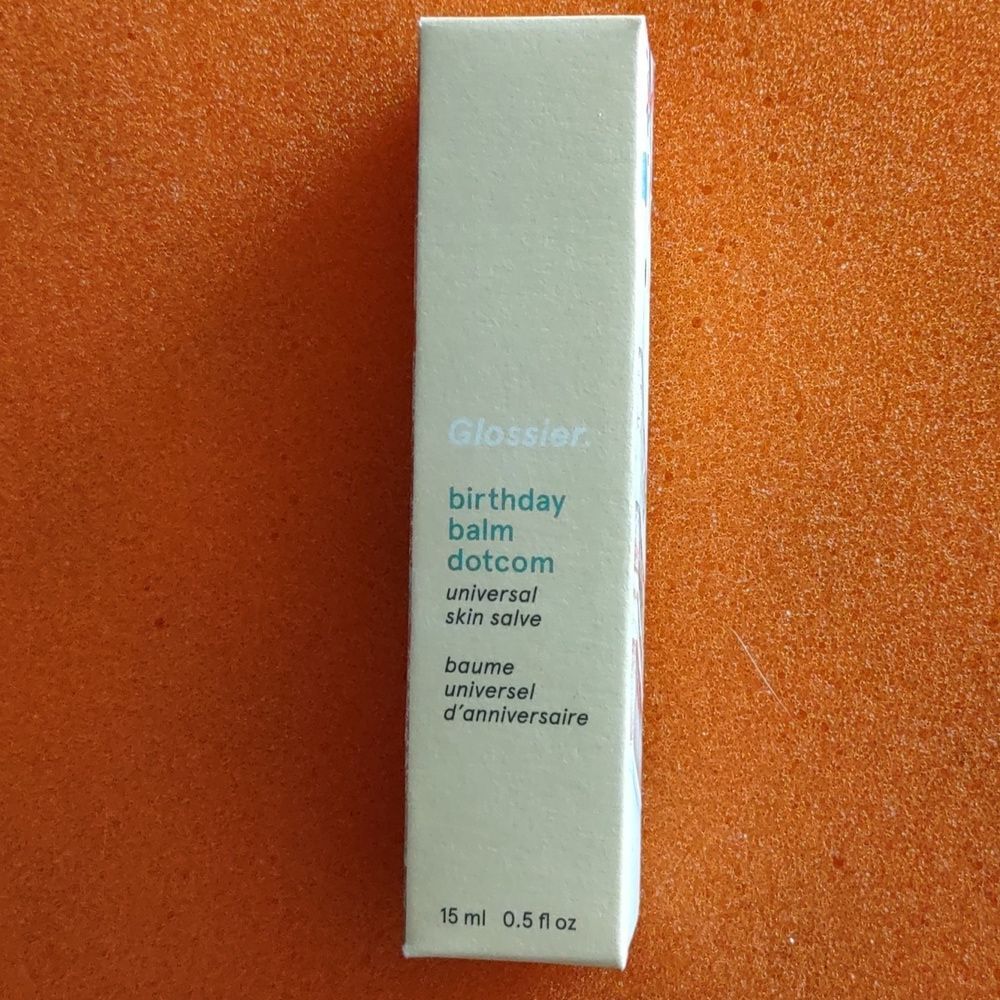 Glossier.
birthday
balm
dotcom
universal
skin salve
baume
universel
d'anniversaire
15 ml 0.5 fl oz